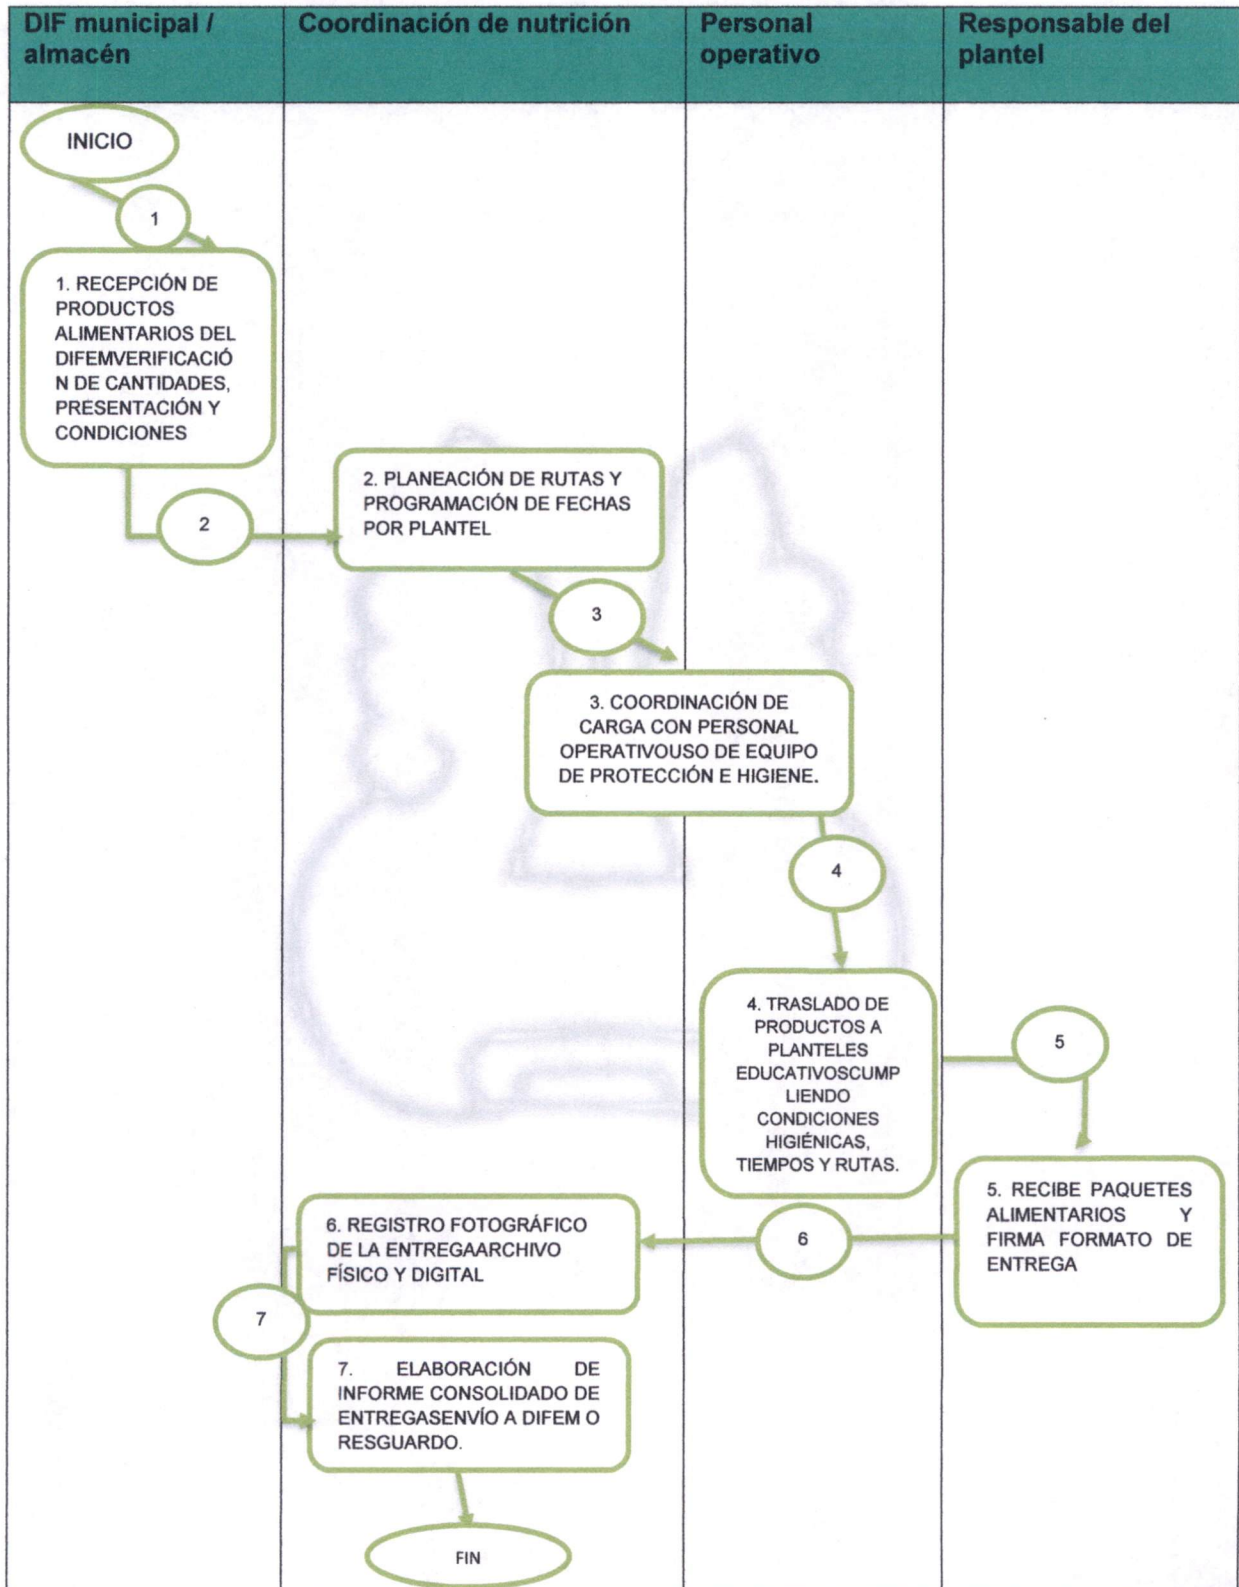 DIF municipal /
almacén
Coordinación de nutrición
Personal
operativo
Responsable del
plantel
INICIO
1
1. RECEPCIÓN DE
PRODUCTOS
ALIMENTARIOS DEL
DIFEMVERIFICACIÓ
N DE CANTIDADES,
PRESENTACIÓN Y
CONDICIONES
2
2. PLANEACIÓN DE RUTAS Y
PROGRAMACIÓN DE FECHAS
POR PLANTEL
3
3. COORDINACIÓN DE
CARGA CON PERSONAL
OPERATIVOUSO DE EQUIPO
DE PROTECCIÓN E HIGIENE.
4
4. TRASLADO DE
PRODUCTOS A
PLANTELES
EDUCATIVOSCUMP
LIENDO
CONDICIONES
HIGIÉNICAS,
TIEMPOS Y RUTAS.
5
5. RECIBE PAQUETES
ALIMENTARIOS Y
FIRMA FORMATO DE
ENTREGA
6
6. REGISTRO FOTOGRÁFICO
DE LA ENTREGAARCHIVO
FÍSICO Y DIGITAL
7
7. ELABORACIÓN DE
INFORME CONSOLIDADO DE
ENTREGASENVÍO A DIFEM O
RESGUARDO.
FIN